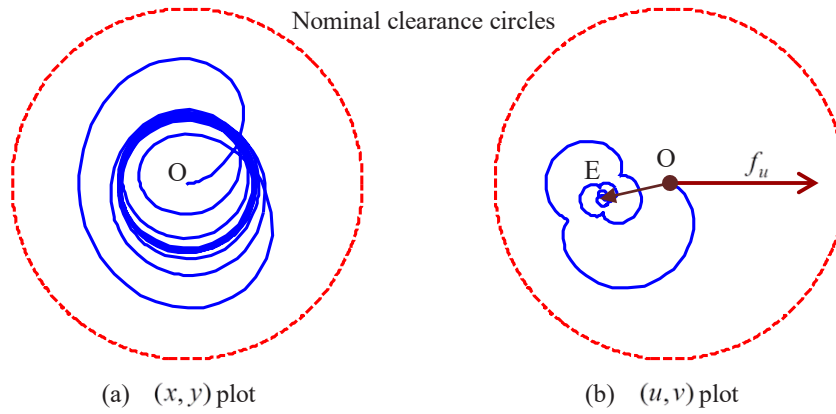 Nominal clearance circles
O
E
O
f_u
(a) (x, y) plot
(b) (u, v) plot